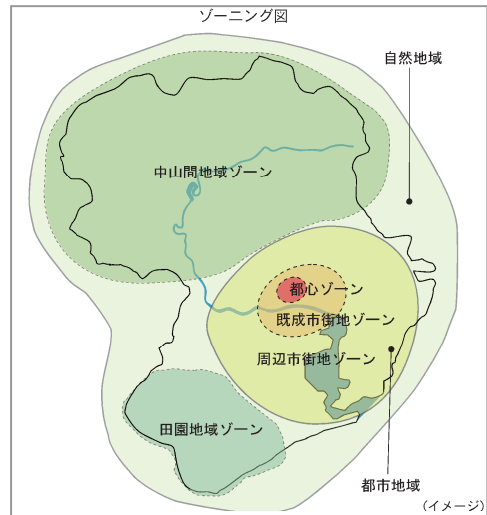 ゾーニング図
自然地域
中山間地域ゾーン
都心ゾーン
既成市街地ゾーン
周辺市街地ゾーン
田園地域ゾーン
都市地域
(イメージ)